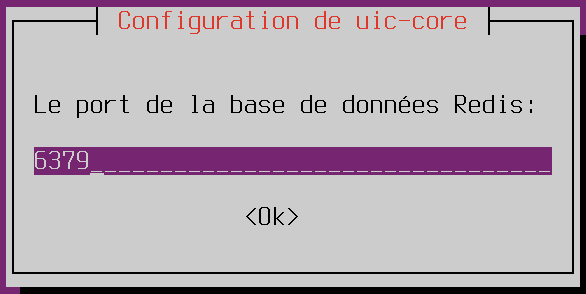 Configuration de uic-core
Le port de la base de données Redis:
6379
<Ok>